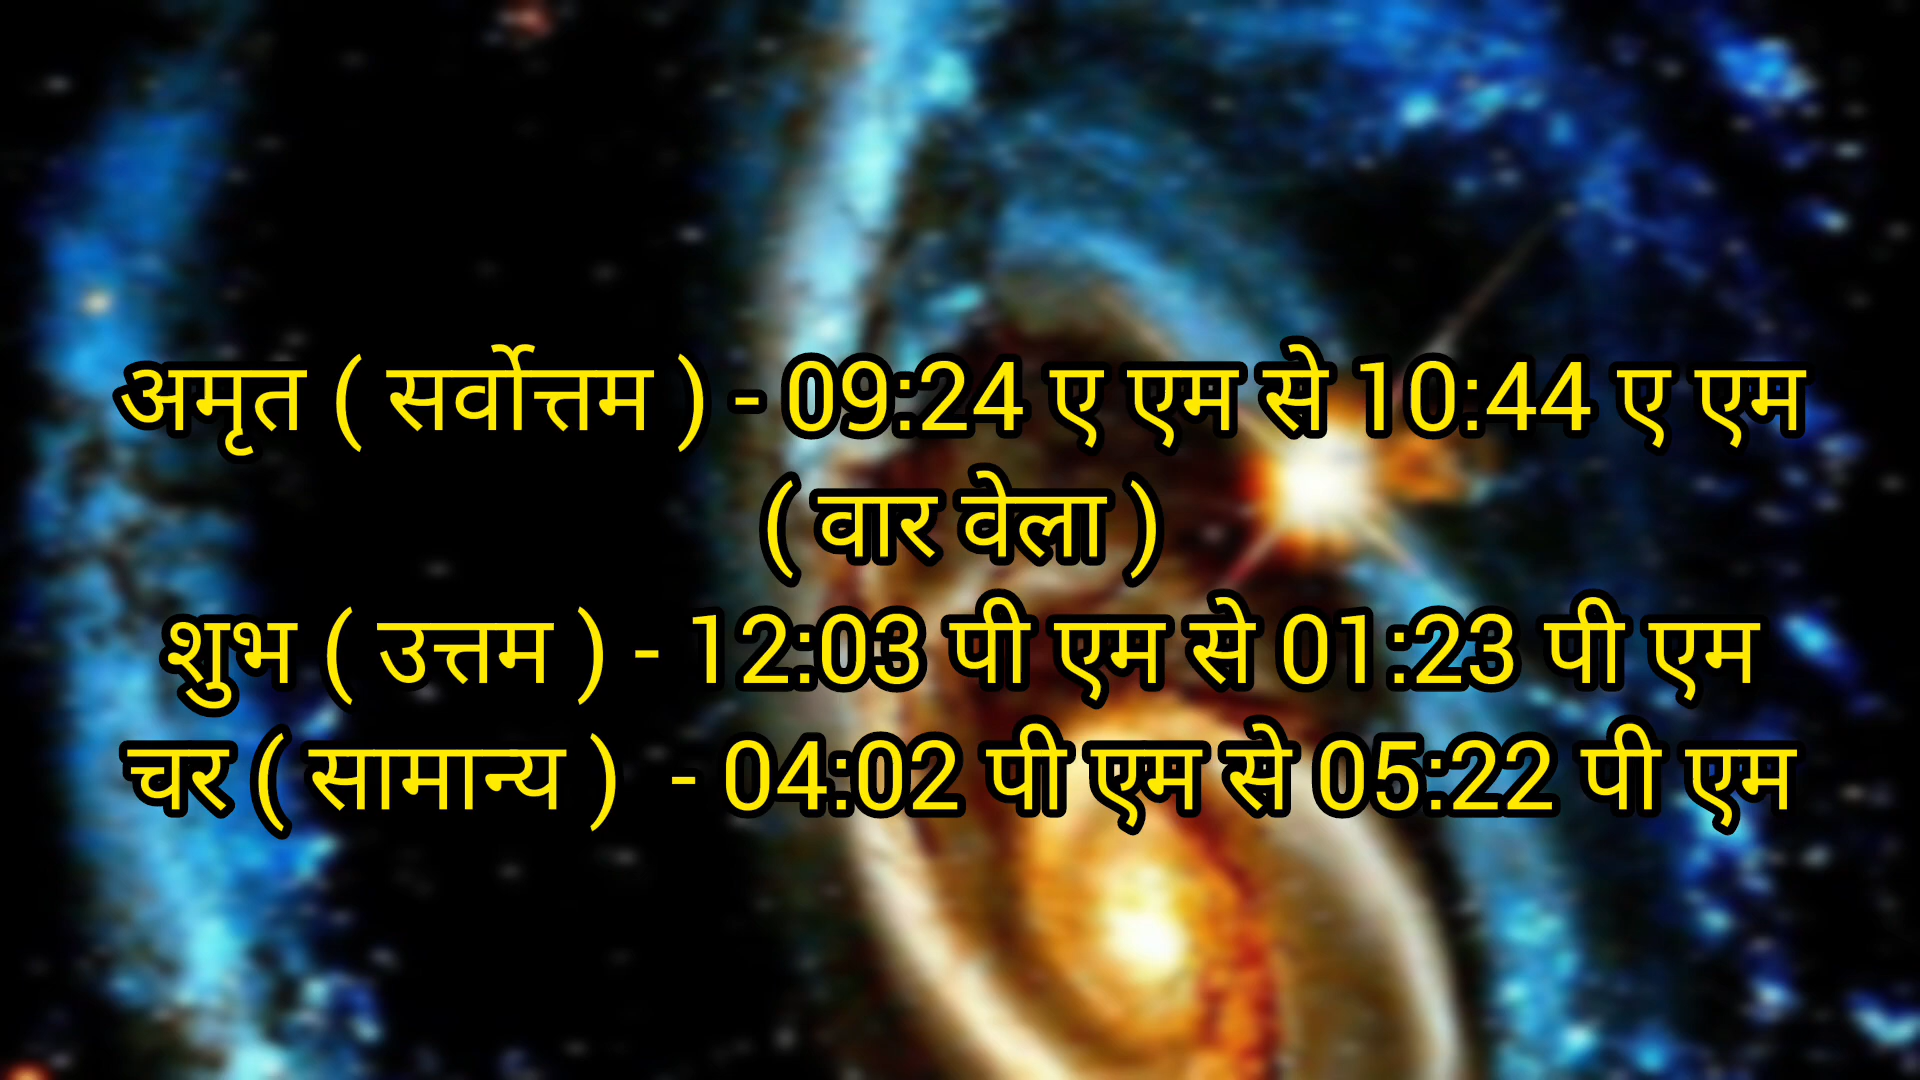 अमृत ( सर्वोत्तम ) - 09:24 ए एम से 10:44 ए एम
( वार वेला )
शुभ ( उत्तम ) - 12:03 पी एम से 01:23 पी एम
चर ( सामान्य ) - 04:02 पी एम से 05:22 पी एम